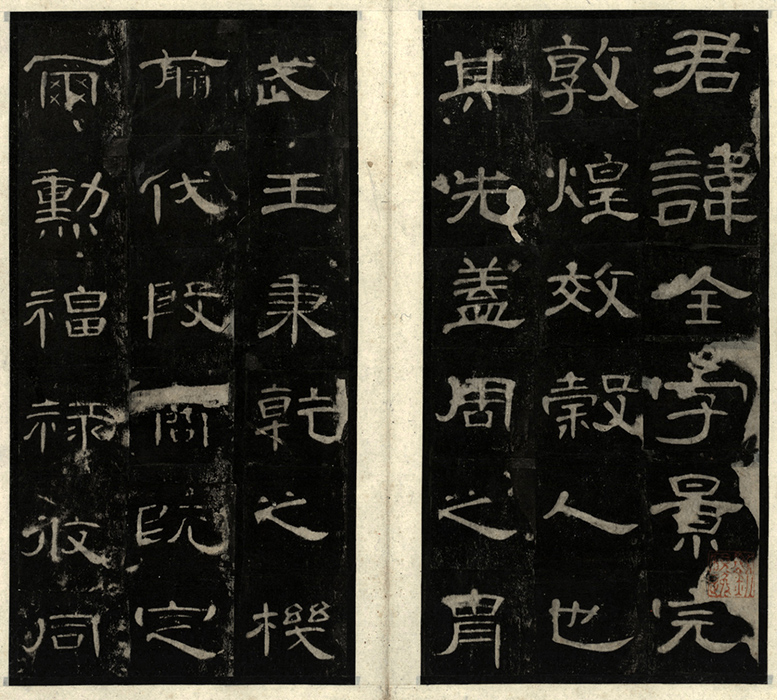 君諱全字景完
敦煌效穀人也
其先蓋周之胄
武王秉乾之機
翦伐殷商既定
爾勳福祿攸同